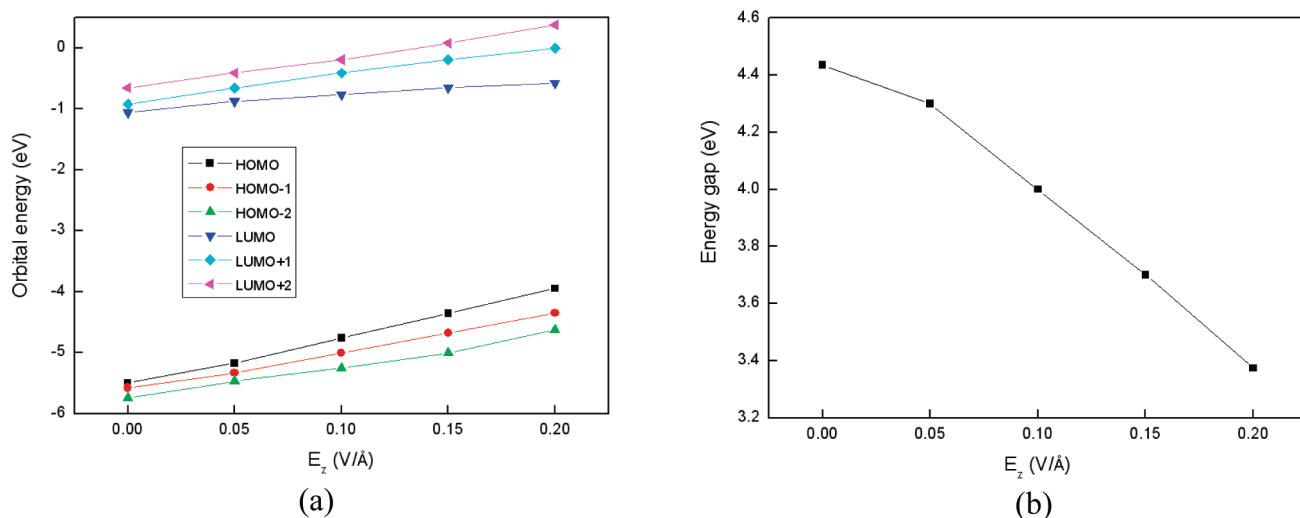 0
-1
-2
-3
-4
-5
-6
Orbital energy (eV)
HOMO
HOMO-1
HOMO-2
LUMO
LUMO+1
LUMO+2
0.00 0.05 0.10 0.15 0.20
E_z (V/Å)
(a)
4.6
4.4
4.2
4.0
3.8
3.6
3.4
3.2
Energy gap (eV)
0.00 0.05 0.10 0.15 0.20
E_z (V/Å)
(b)